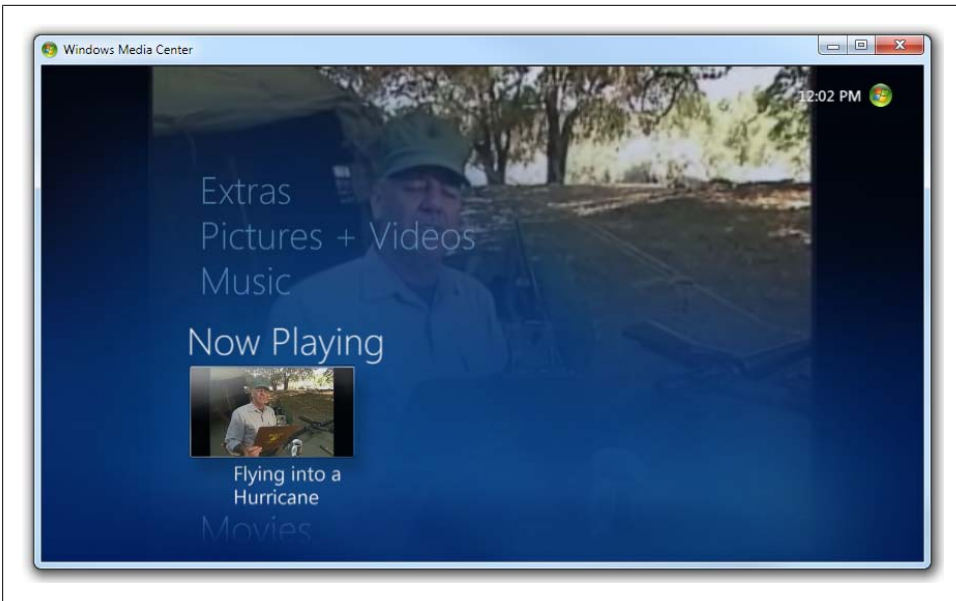 Windows Media Center
12:02 PM
Extras
Pictures + Videos
Music
Now Playing
Flying into a
Hurricane
Movies